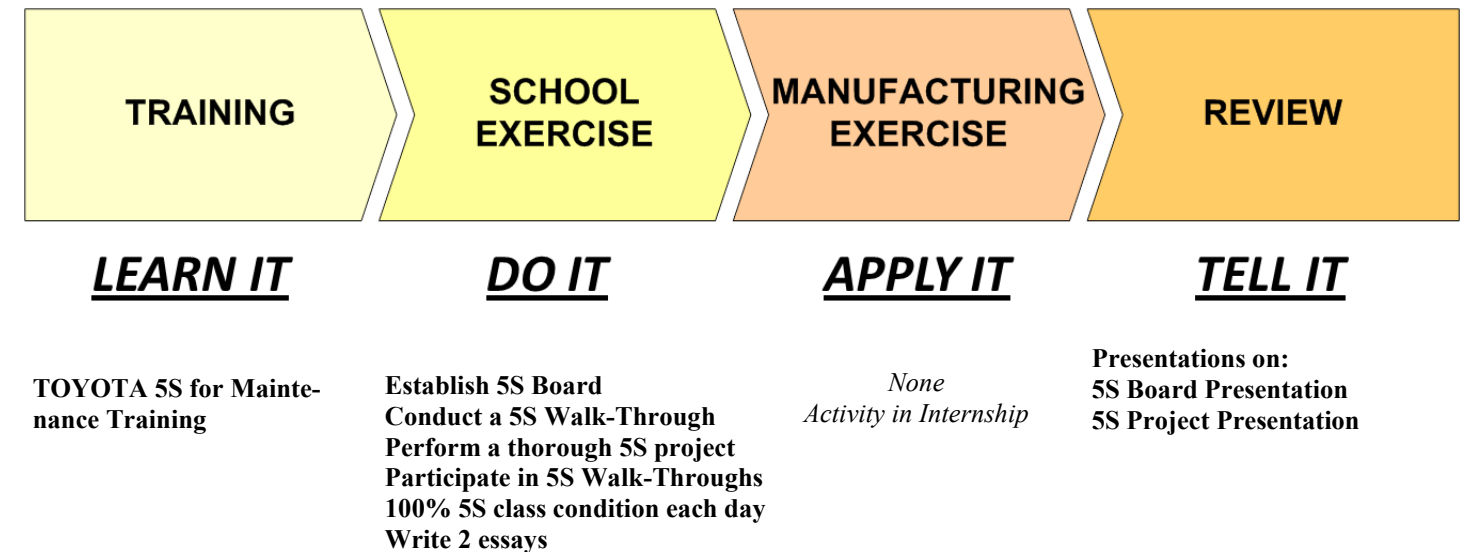 TRAINING
SCHOOL
EXERCISE
MANUFACTURING
EXERCISE
REVIEW
LEARN IT
DO IT
APPLY IT
TELL IT
TOYOTA 5S for Mainte-
nance Training
Establish 5S Board
Conduct a 5S Walk-Through
Perform a thorough 5S project
Participate in 5S Walk-Throughs
100% 5S class condition each day
Write 2 essays
None
Activity in Internship
Presentations on:
5S Board Presentation
5S Project Presentation